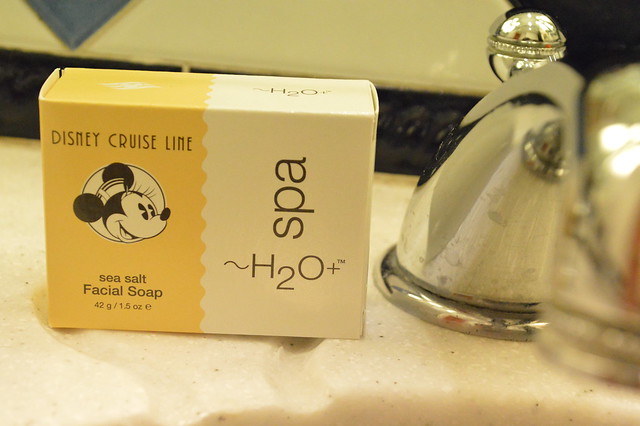 DISNEY CRUISE LINE
sea salt
Facial Soap
42 g / 1.5 oz ℮
~H2O+
spa
~H2O+™